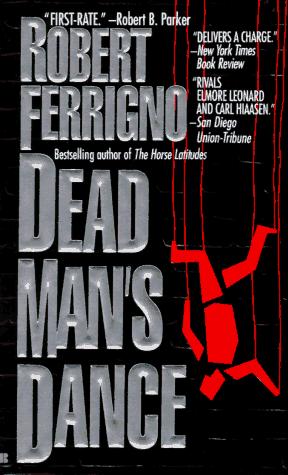 "FIRST-RATE." –Robert B. Parker
"DELIVERS A CHARGE."
–New York Times
Book Review
"RIVALS
ELMORE LEONARD
AND CARL HIAASEN."
–San Diego
Union-Tribune
ROBERT
FERRIGNO
Bestselling author of The Horse Latitudes
DEAD
MAN'S
DANCE
B